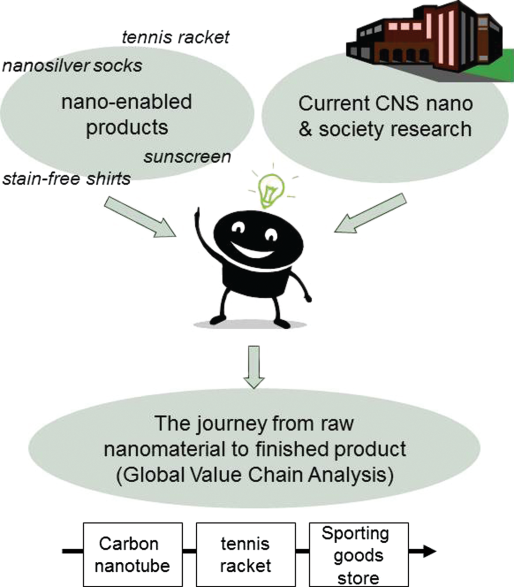 tennis racket
nanosilver socks
nano-enabled
products
sunscreen
stain-free shirts
Current CNS nano
& society research
The journey from raw
nanomaterial to finished product
(Global Value Chain Analysis)
Carbon
nanotube
tennis
racket
Sporting
goods
store